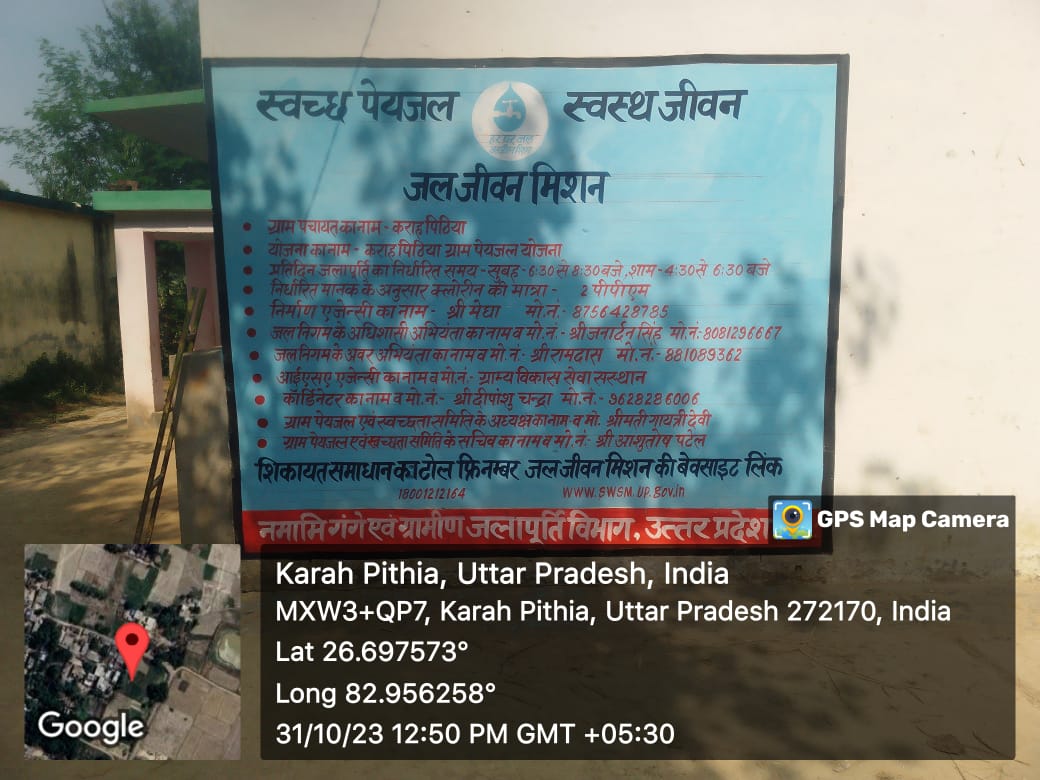 स्वच्छ पेयजल स्वस्थ जीवन
हर घर जल
जल जीवन मिशन
ग्राम पंचायत का नाम - कराह पिठिया
योजना का नाम - कराह पिठिया ग्राम पेयजल योजना
प्रतिदिन जलापूर्ति का निर्धारित समय - सुबह - 6:30 से 8:30 बजे, शाम - 4:30 से 6:30 बजे
निर्धारित मानक के अनुसार क्लोरीन की मात्रा - 2 पीपीएम
निर्माण एजेन्सी का नाम - श्री मेघा मो.नं.- 8756428785
जल निगम के अधिशासी अभियंता का नाम व मो.नं:- श्री जनार्दन सिंह मो.नं:- 8081296667
जल निगम के अवर अभियंता का नाम व मो.नं:- श्री रामदास मो.नं.- 881089362
आईएसए एजेन्सी का नाम व मो.नं:- ग्राम्य विकास सेवा संस्थान
कॉर्डिनेटर का नाम व मो.नं:- श्री दीपांशु चन्द्रा मो.नं.- 9628286006
ग्राम पेयजल एवं स्वच्छता समिति के अध्यक्ष का नाम व मो. श्रीमती गायत्री देवी
ग्राम पेयजल एवं स्वच्छता समिति के सचिव का नाम व मो.नं:- श्री आशुतोष पटेल
शिकायत समाधान का टोल फ्रि नम्बर जल जीवन मिशन की बेवसाइट लिंक
18001212164 WWW.SWSM.UP.Gov.in
नमामि गंगे एवं ग्रामीण जलापूर्ति विभाग, उत्तर प्रदेश
GPS Map Camera
Karah Pithia, Uttar Pradesh, India
MXW3+QP7, Karah Pithia, Uttar Pradesh 272170, India
Lat 26.697573°
Long 82.956258°
31/10/23 12:50 PM GMT +05:30
Google